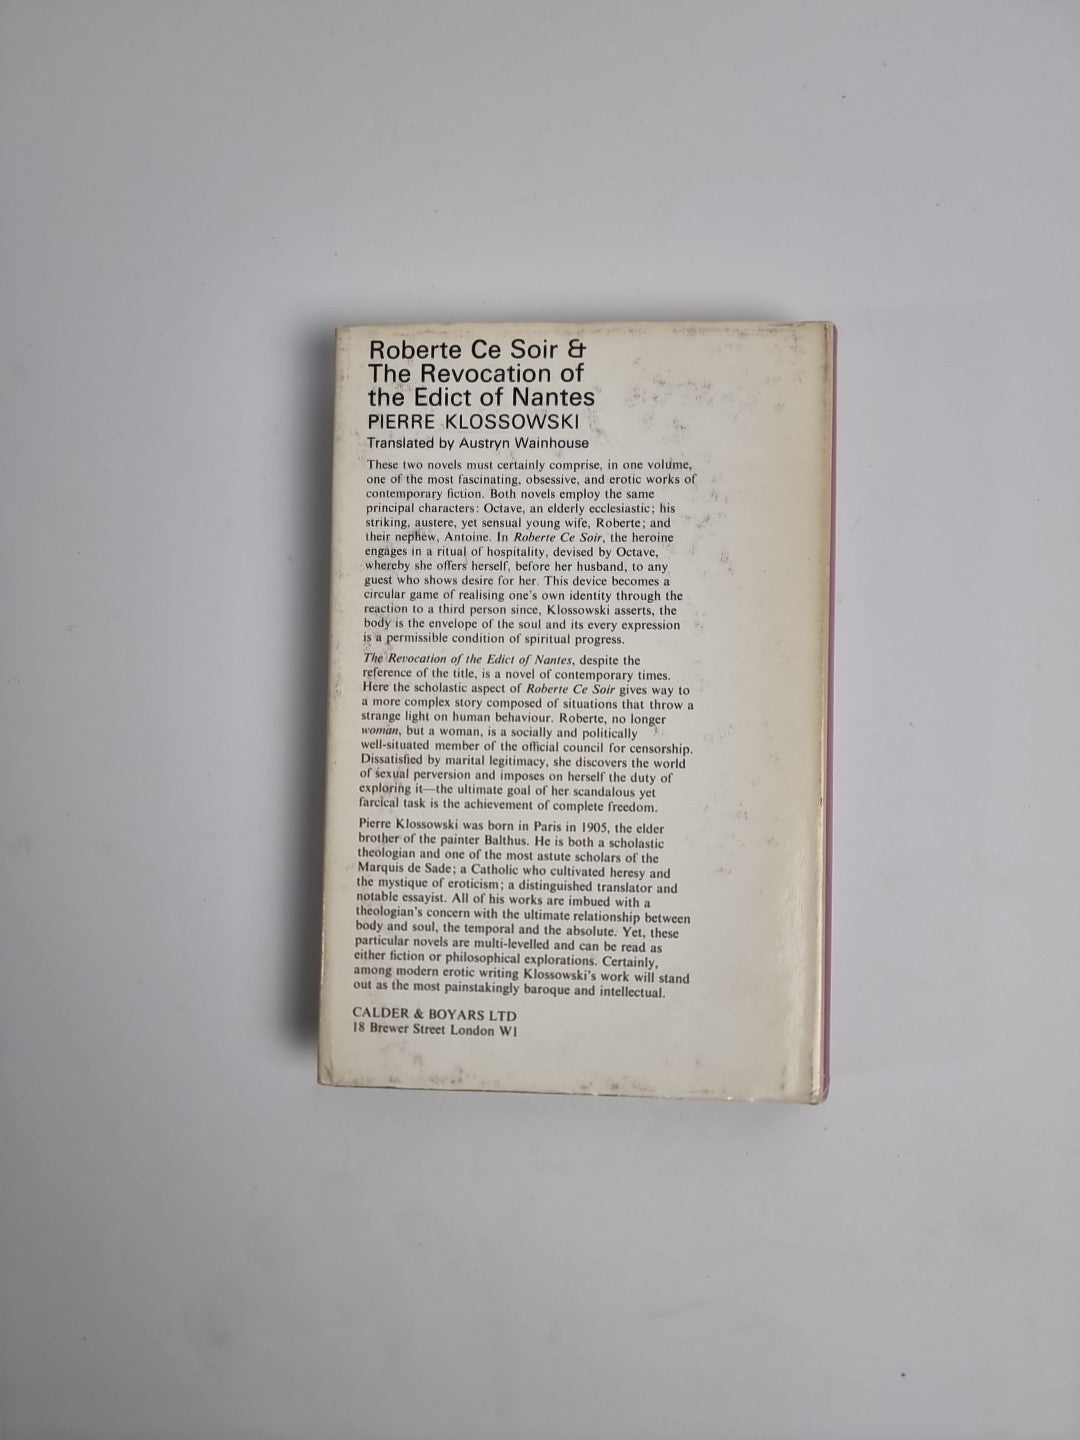 Roberte Ce Soir &
The Revocation of
the Edict of Nantes
PIERRE KLOSSOWSKI
Translated by Austryn Wainhouse
These two novels must certainly comprise, in one volume,
one of the most fascinating, obsessive, and erotic works of
contemporary fiction. Both novels employ the same
principal characters: Octave, an elderly ecclesiastic; his
striking, austere, yet sensual young wife, Roberte; and
their nephew, Antoine. In Roberte Ce Soir, the heroine
engages in a ritual of hospitality, devised by Octave,
whereby she offers herself, before her husband, to any
guest who shows desire for her. This device becomes a
circular game of realising one's own identity through the
reaction to a third person since, Klossowski asserts, the
body is the envelope of the soul and its every expression
is a permissible condition of spiritual progress.
The Revocation of the Edict of Nantes, despite the
reference of the title, is a novel of contemporary times.
Here the scholastic aspect of Roberte Ce Soir gives way to
a more complex story composed of situations that throw a
strange light on human behaviour. Roberte, no longer
woman, but a woman, is a socially and politically
well-situated member of the official council for censorship.
Dissatisfied by marital legitimacy, she discovers the world
of sexual perversion and imposes on herself the duty of
exploring it—the ultimate goal of her scandalous yet
farcical task is the achievement of complete freedom.
Pierre Klossowski was born in Paris in 1905, the elder
brother of the painter Balthus. He is both a scholastic
theologian and one of the most astute scholars of the
Marquis de Sade; a Catholic who cultivated heresy and
the mystique of eroticism; a distinguished translator and
notable essayist. All of his works are imbued with a
theologian's concern with the ultimate relationship between
body and soul, the temporal and the absolute. Yet, these
particular novels are multi-levelled and can be read as
either fiction or philosophical explorations. Certainly,
among modern erotic writing Klossowski's work will stand
out as the most painstakingly baroque and intellectual.
CALDER & BOYARS LTD
18 Brewer Street London W1